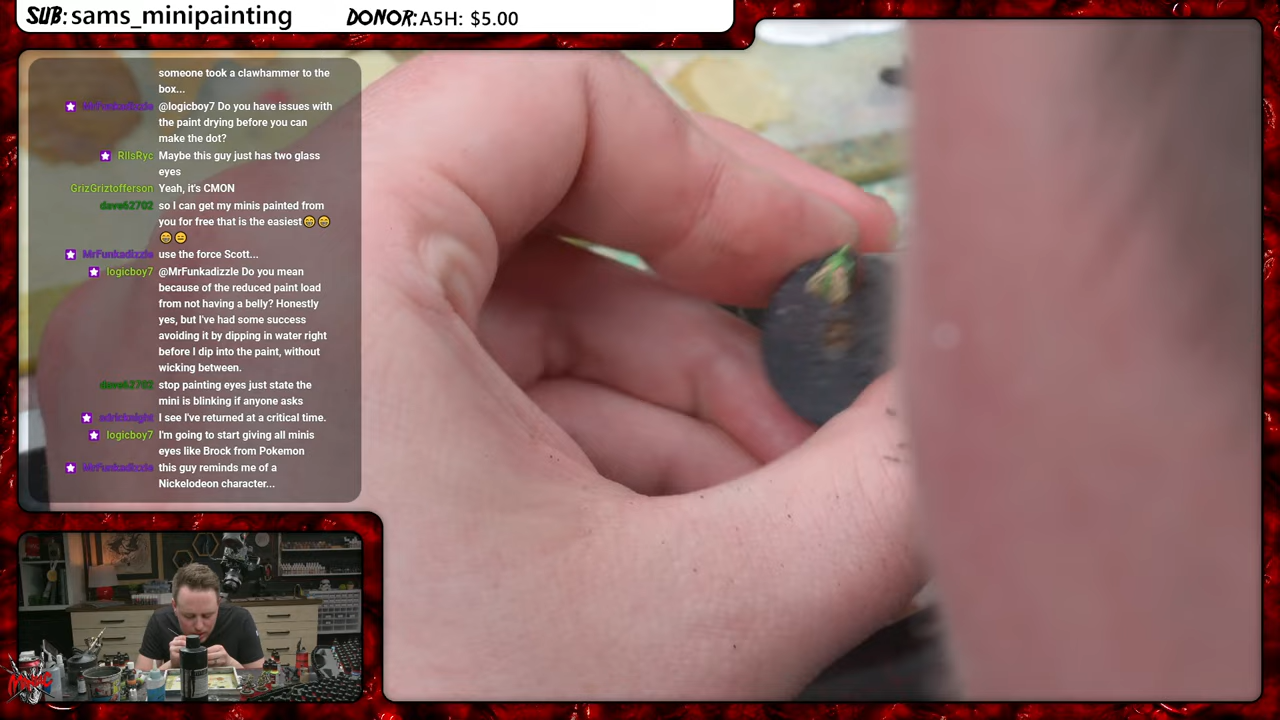 SUB: sams_minipainting DONOR: A5H: $5.00
someone took a clawhammer to the
box...
MrFunkadizzle @logicboy7 Do you have issues with
the paint drying before you can
make the dot?
RIIsRyc Maybe this guy just has two glass
eyes
GrizGriztofferson Yeah, it's CMON
dave62702 so I can get my minis painted from
you for free that is the easiest
MrFunkadizzle use the force Scott...
logicboy7 @MrFunkadizzle Do you mean
because of the reduced paint load
from not having a belly? Honestly
yes, but I've had some success
avoiding it by dipping in water right
before I dip into the paint, without
wicking between.
dave62702 stop painting eyes just state the
mini is blinking if anyone asks
I see I've returned at a critical time.
logicboy7 I'm going to start giving all minis
eyes like Brock from Pokemon
MrFunkadizzle this guy reminds me of a
Nickelodeon character...